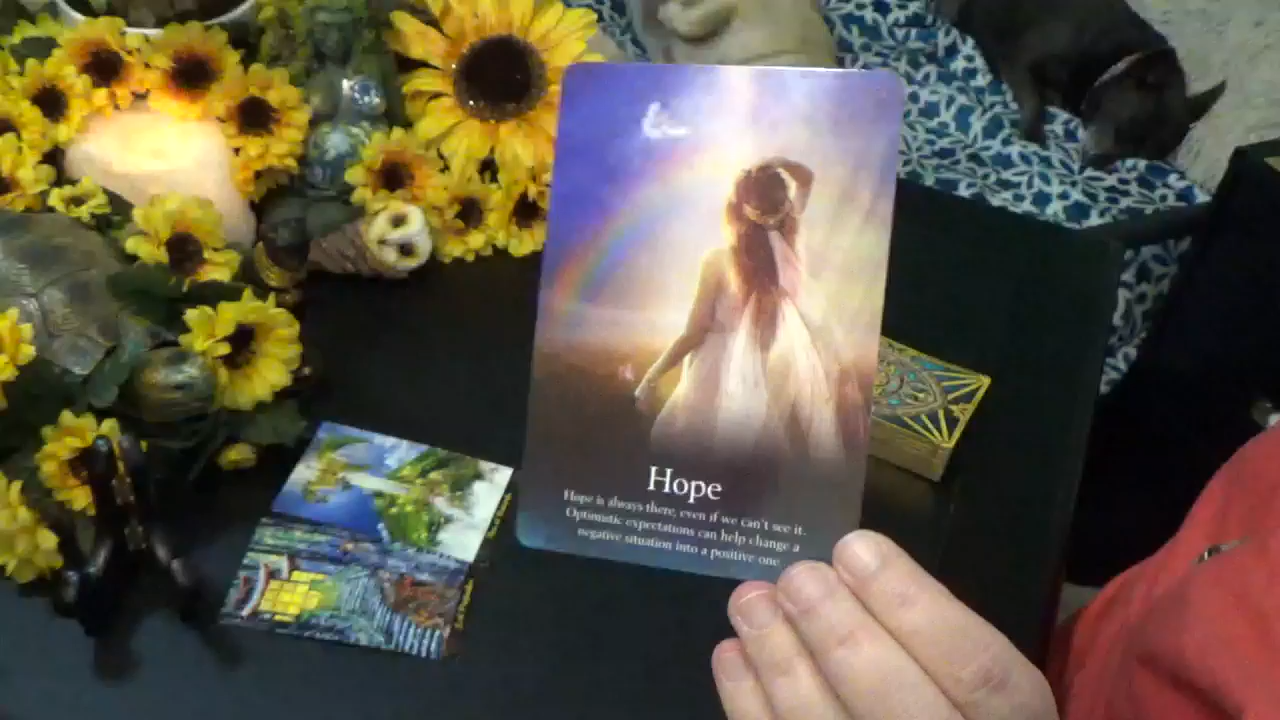 Hope
Hope is always there, even if we can't see it.
Optimistic expectations can help change a
negative situation into a positive one.